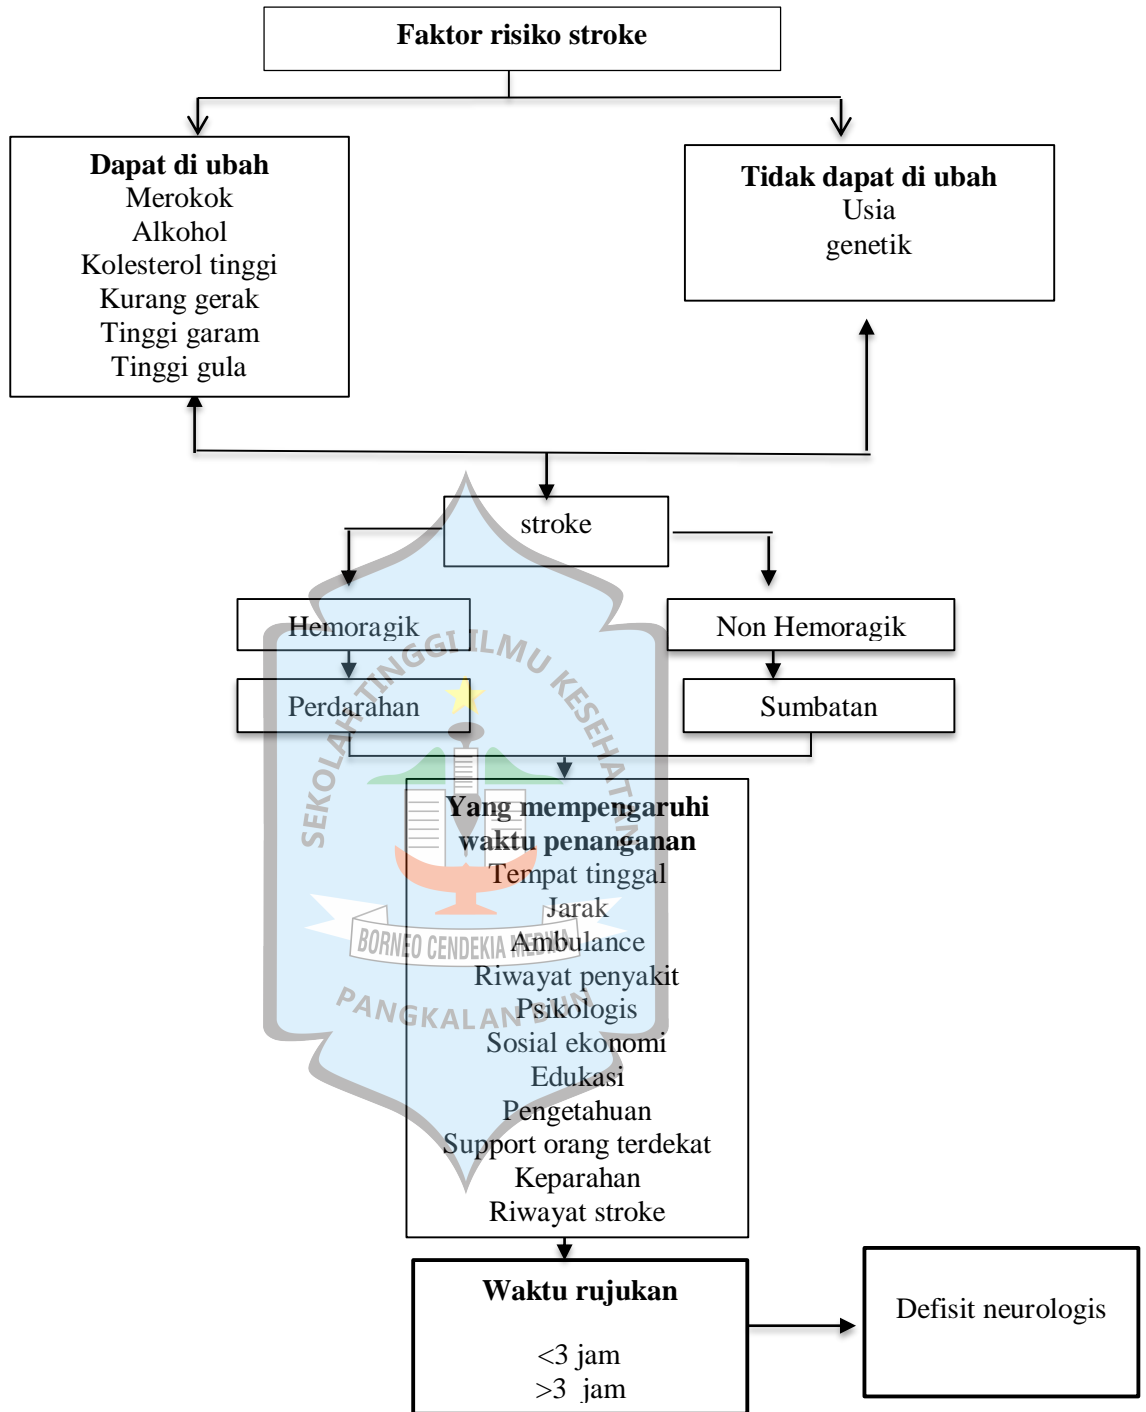 Faktor risiko stroke
Dapat di ubah
Merokok
Alkohol
Kolesterol tinggi
Kurang gerak
Tinggi garam
Tinggi gula
Tidak dapat di ubah
Usia
genetik
stroke
Hemoragik
Non Hemoragik
Perdarahan
Sumbatan
Yang mempengaruhi
waktu penanganan
Tempat tinggal
Jarak
Ambulance
Riwayat penyakit
Psikologis
Sosial ekonomi
Edukasi
Pengetahuan
Support orang terdekat
Keparahan
Riwayat stroke
Waktu rujukan
<3 jam
>3 jam
Defisit neurologis
SEKOLAH TINGGI ILMU KESEHATAN
BORNEO CENDEKIA MEDIKA
PANGKALAN BUN